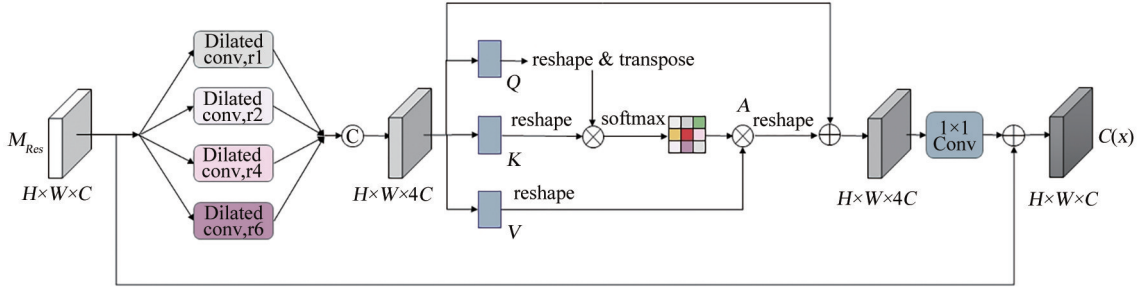 M_Res
H×W×C
Dilated
conv,r1
Dilated
conv,r2
Dilated
conv,r4
Dilated
conv,r6
C
H×W×4C
Q
reshape & transpose
K
reshape
softmax
V
reshape
A
reshape
H×W×4C
1×1
Conv
C(x)
H×W×C